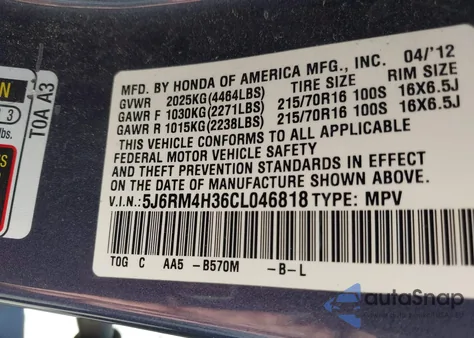 MFD. BY HONDA OF AMERICA MFG., INC. 04/'12
GVWR 2025KG(4464LBS) TIRE SIZE RIM SIZE
GAWR F 1030KG(2271LBS) 215/70R16 100S 16X6.5J
GAWR R 1015KG(2238LBS) 215/70R16 100S 16X6.5J
THIS VEHICLE CONFORMS TO ALL APPLICABLE
FEDERAL MOTOR VEHICLE SAFETY
AND THEFT PREVENTION STANDARDS IN EFFECT
ON THE DATE OF MANUFACTURE SHOWN ABOVE.
V.I.N: 5J6RM4H36CL046818 TYPE: MPV
TOG C AA5 -B570M -B-L
TOA A3
3
lbs.
autoSnap